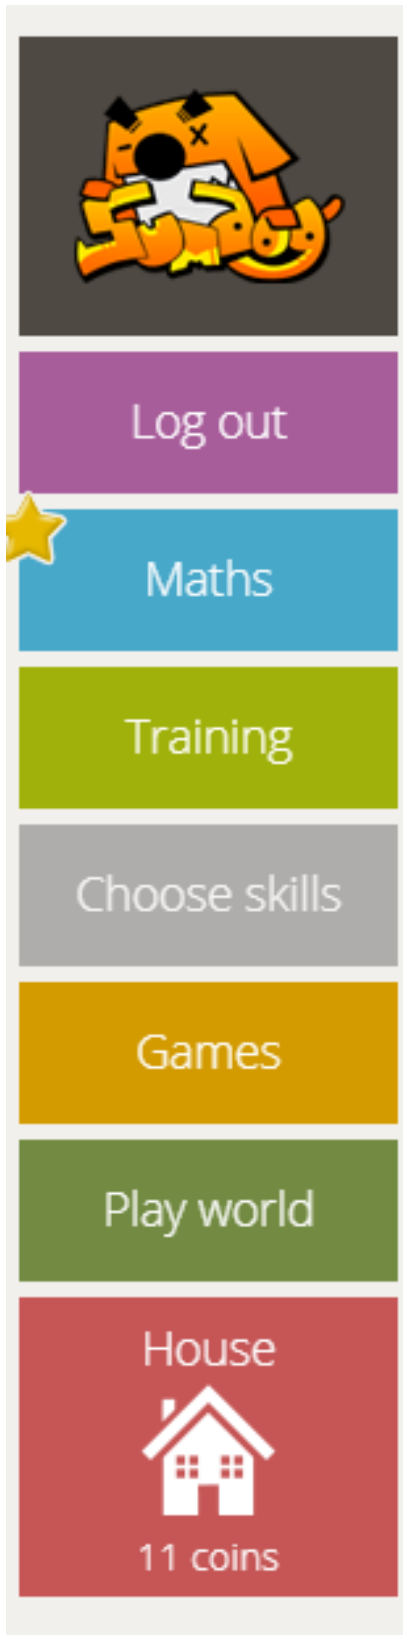 Sumdog
Log out
Maths
Training
Choose skills
Games
Play world
House
11 coins